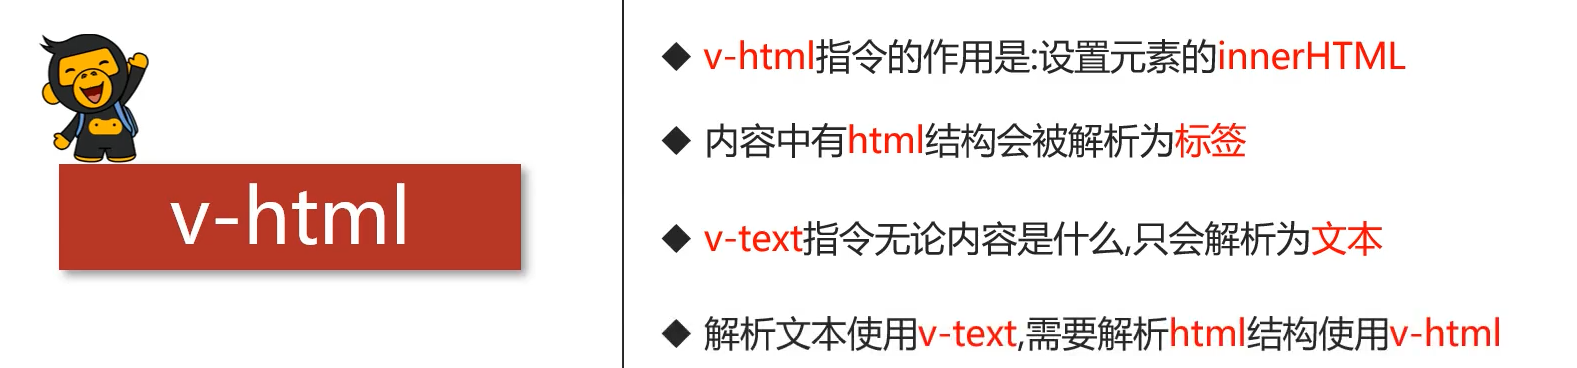 v-html
v-html指令的作用是:设置元素的innerHTML
内容中有html结构会被解析为标签
v-text指令无论内容是什么,只会解析为文本
解析文本使用v-text,需要解析html结构使用v-html